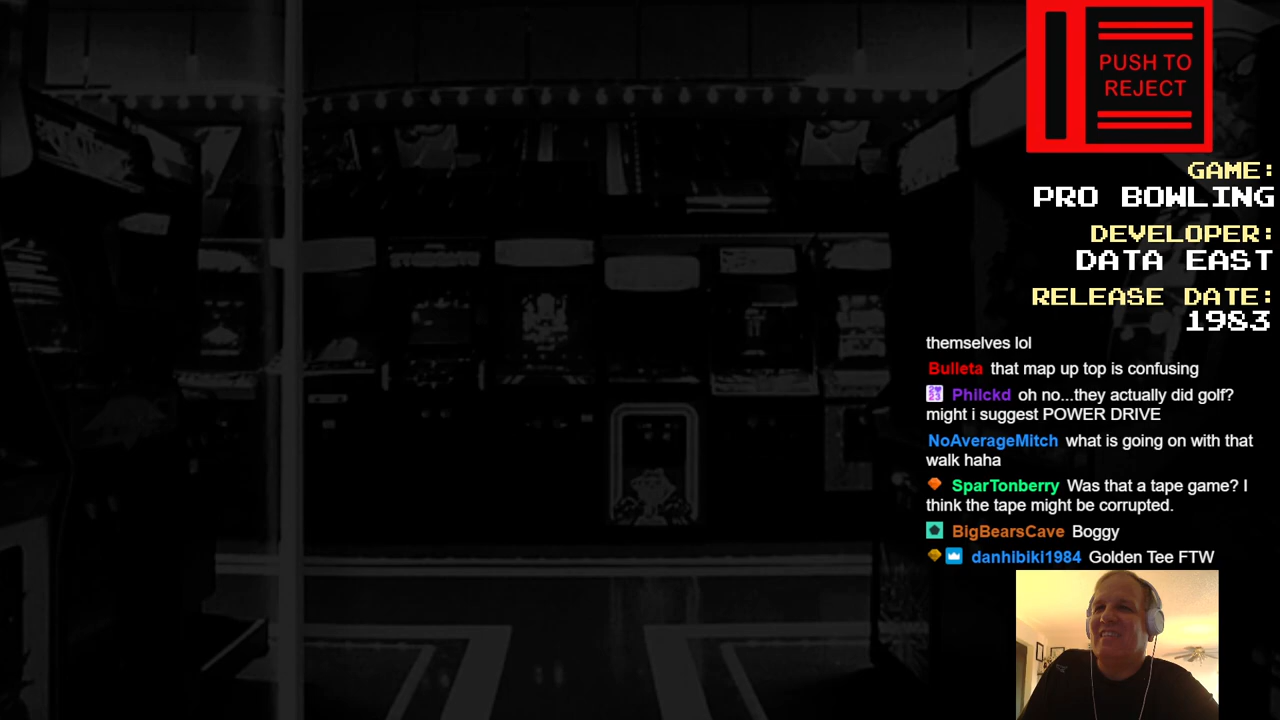 PUSH TO
REJECT
GAME:
PRO BOWLING
DEVELOPER:
DATA EAST
RELEASE DATE:
1983
themselves lol
Bulleta that map up top is confusing
Philckd oh no...they actually did golf?
might i suggest POWER DRIVE
NoAverageMitch what is going on with that
walk haha
SparTonberry Was that a tape game? I
think the tape might be corrupted.
BigBearsCave Boggy
danhibiki1984 Golden Tee FTW